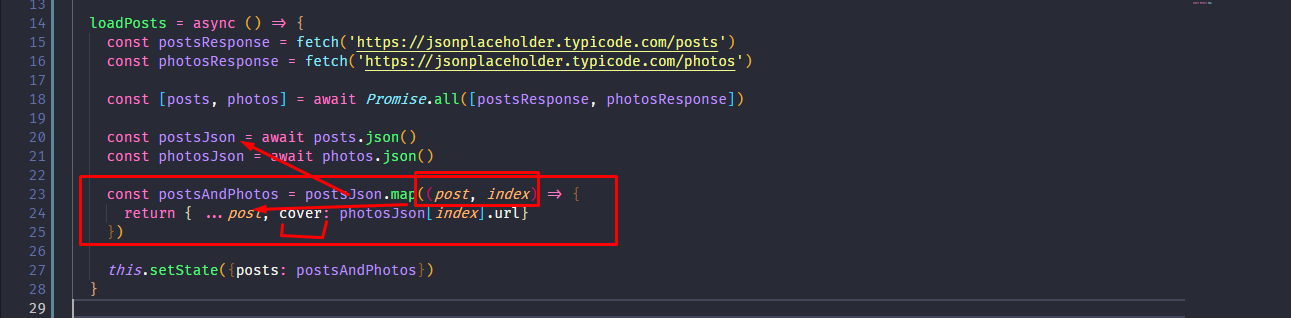 13
14 loadPosts = async () => {
15 const postsResponse = fetch('https://jsonplaceholder.typicode.com/posts')
16 const photosResponse = fetch('https://jsonplaceholder.typicode.com/photos')
17
18 const [posts, photos] = await Promise.all([postsResponse, photosResponse])
19
20 const postsJson = await posts.json()
21 const photosJson = await photos.json()
22
23 const postsAndPhotos = postsJson.map((post, index) => {
24 return { ...post, cover: photosJson[index].url}
25 })
26
27 this.setState({posts: postsAndPhotos})
28 }
29